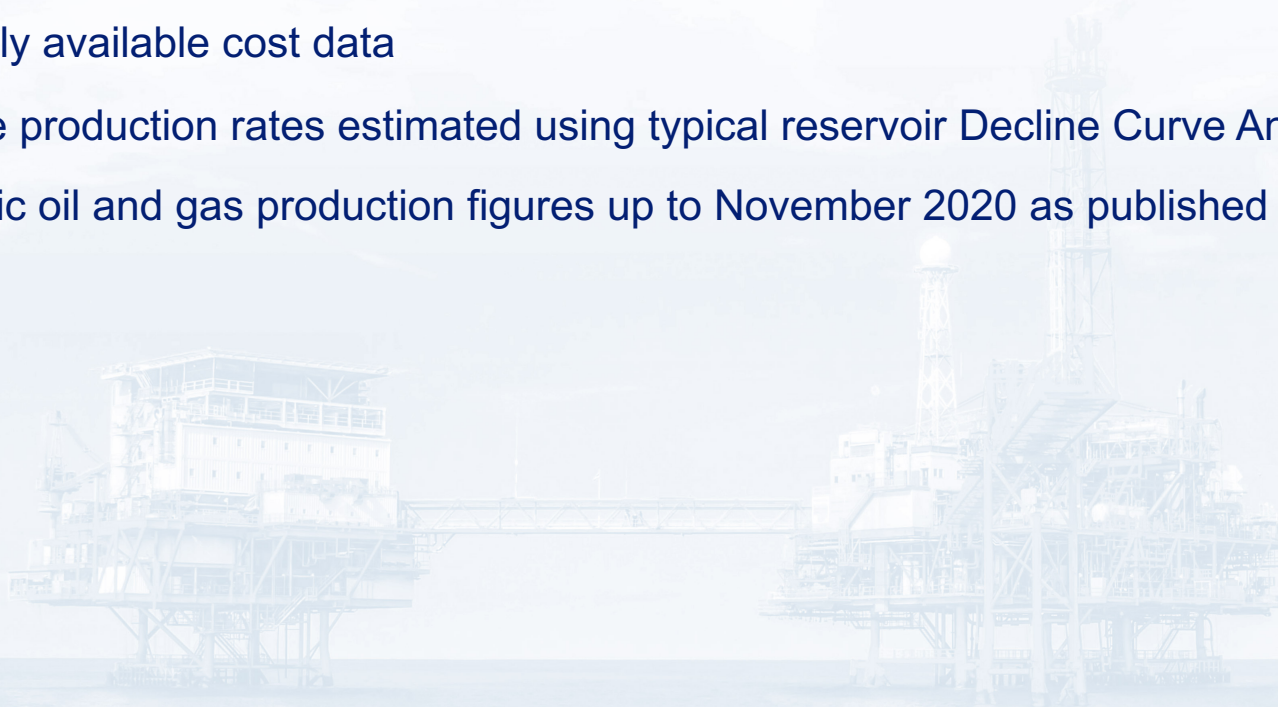 ly available cost data
e production rates estimated using typical reservoir Decline Curve An
ic oil and gas production figures up to November 2020 as published